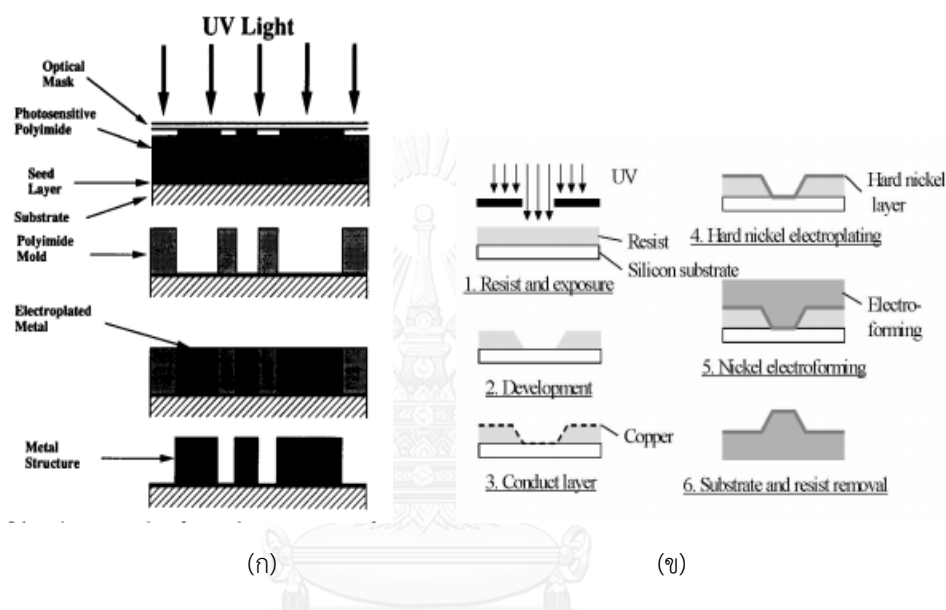 UV Light
Optical
Mask
Photosensitive
Polyimide
Seed
Layer
Substrate
Polyimide
Mold
Electroplated
Metal
Metal
Structure
(ก)
UV
Resist
Silicon substrate
1. Resist and exposure
2. Development
Copper
3. Conduct layer
Hard nickel
layer
4. Hard nickel electroplating
Electro-
forming
5. Nickel electroforming
6. Substrate and resist removal
(ข)